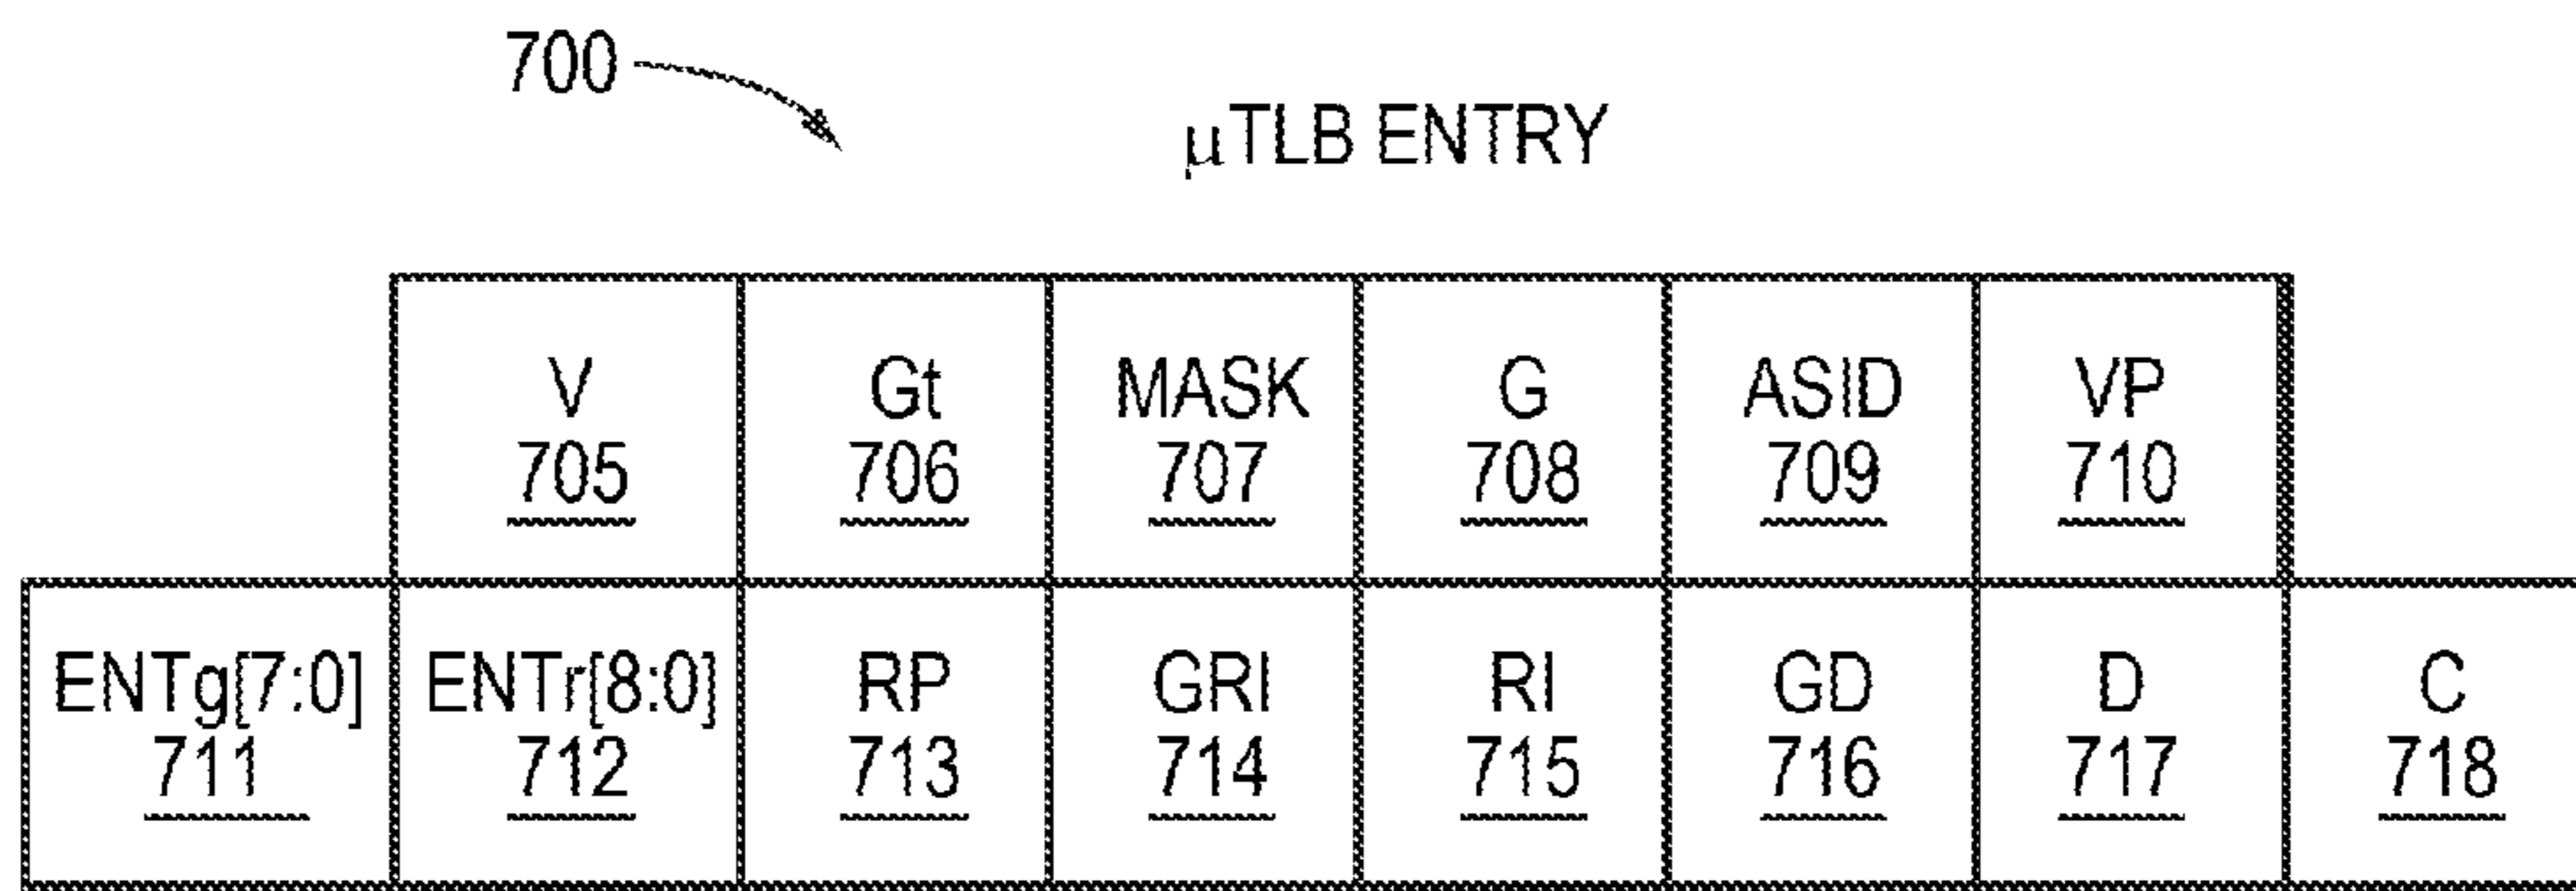 700
µTLB ENTRY
V Gt MASK G ASID VP
705 706 707 708 709 710
ENTg[7:0] ENTr[8:0] RP GRI RI GD D C
711 712 713 714 715 716 717 718